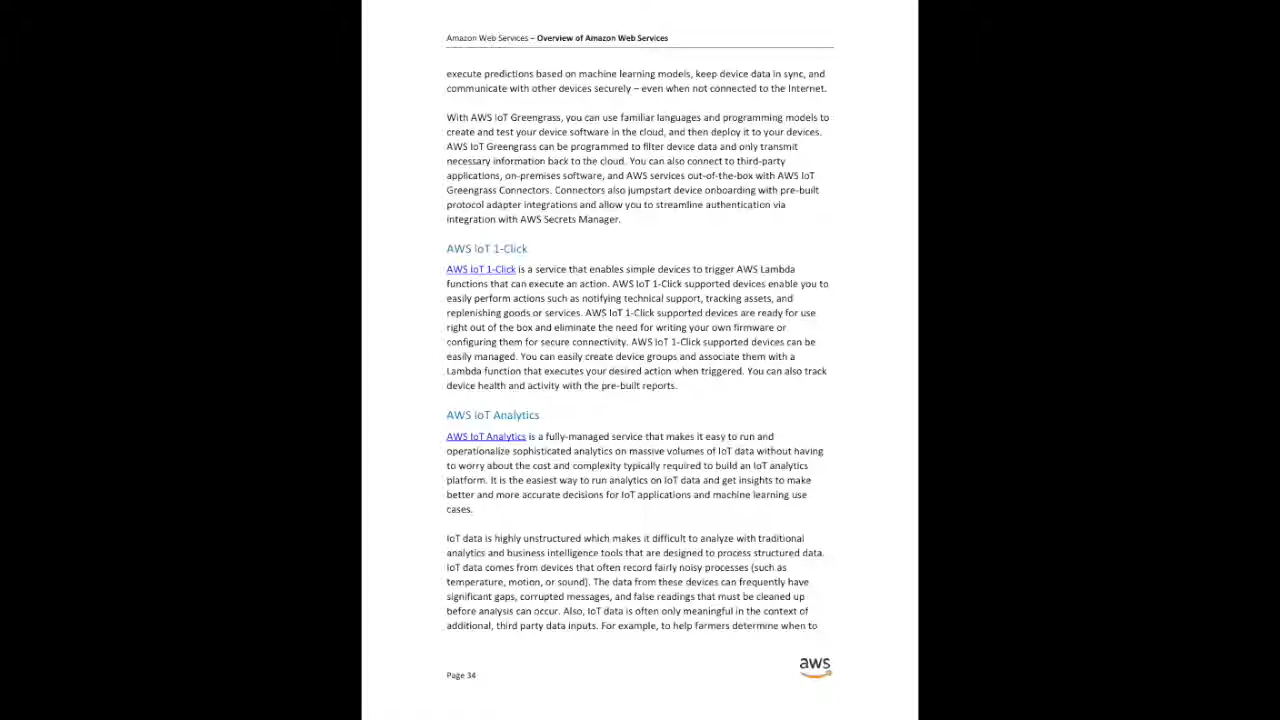 Amazon Web Services – Overview of Amazon Web Services
execute predictions based on machine learning models, keep device data in sync, and
communicate with other devices securely – even when not connected to the Internet.
With AWS IoT Greengrass, you can use familiar languages and programming models to
create and test your device software in the cloud, and then deploy it to your devices.
AWS IoT Greengrass can be programmed to filter device data and only transmit
necessary information back to the cloud. You can also connect to third-party
applications, on-premises software, and AWS services out-of-the-box with AWS IoT
Greengrass Connectors. Connectors also jumpstart device onboarding with pre-built
protocol adapter integrations and allow you to streamline authentication via
integration with AWS Secrets Manager.
AWS IoT 1-Click
AWS IoT 1-Click is a service that enables simple devices to trigger AWS Lambda
functions that can execute an action. AWS IoT 1-Click supported devices enable you to
easily perform actions such as notifying technical support, tracking assets, and
replenishing goods or services. AWS IoT 1-Click supported devices are ready for use
right out of the box and eliminate the need for writing your own firmware or
configuring them for secure connectivity. AWS IoT 1-Click supported devices can be
easily managed. You can easily create device groups and associate them with a
Lambda function that executes your desired action when triggered. You can also track
device health and activity with the pre-built reports.
AWS IoT Analytics
AWS IoT Analytics is a fully-managed service that makes it easy to run and
operationalize sophisticated analytics on massive volumes of IoT data without having
to worry about the cost and complexity typically required to build an IoT analytics
platform. It is the easiest way to run analytics on IoT data and get insights to make
better and more accurate decisions for IoT applications and machine learning use
cases.
IoT data is highly unstructured which makes it difficult to analyze with traditional
analytics and business intelligence tools that are designed to process structured data.
IoT data comes from devices that often record fairly noisy processes (such as
temperature, motion, or sound). The data from these devices can frequently have
significant gaps, corrupted messages, and false readings that must be cleaned up
before analysis can occur. Also, IoT data is often only meaningful in the context of
additional, third party data inputs. For example, to help farmers determine when to
aws
Page 34